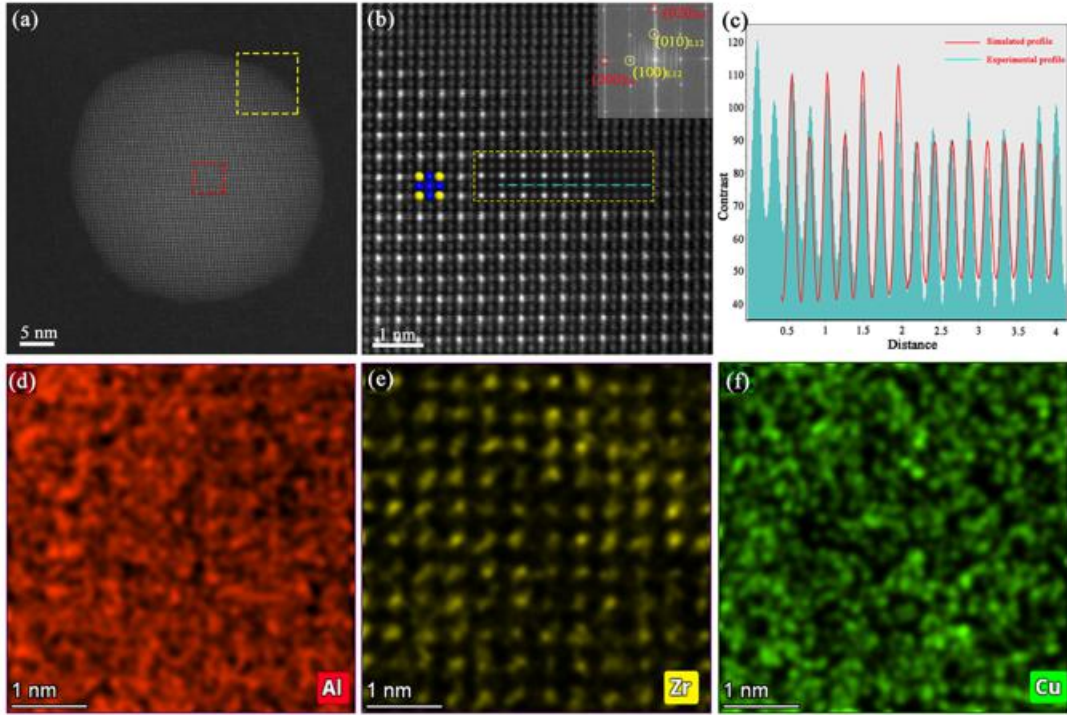 (a)
5 nm
(b)
(010)L12
(100)L12
1 nm
(c)
Simulated profile
Experimental profile
Contrast
120
110
100
90
80
70
60
50
40
0.5 1 1.5 2 2.5 3 3.5 4
Distance
(d)
1 nm
Al
(e)
1 nm
Zr
(f)
1 nm
Cu